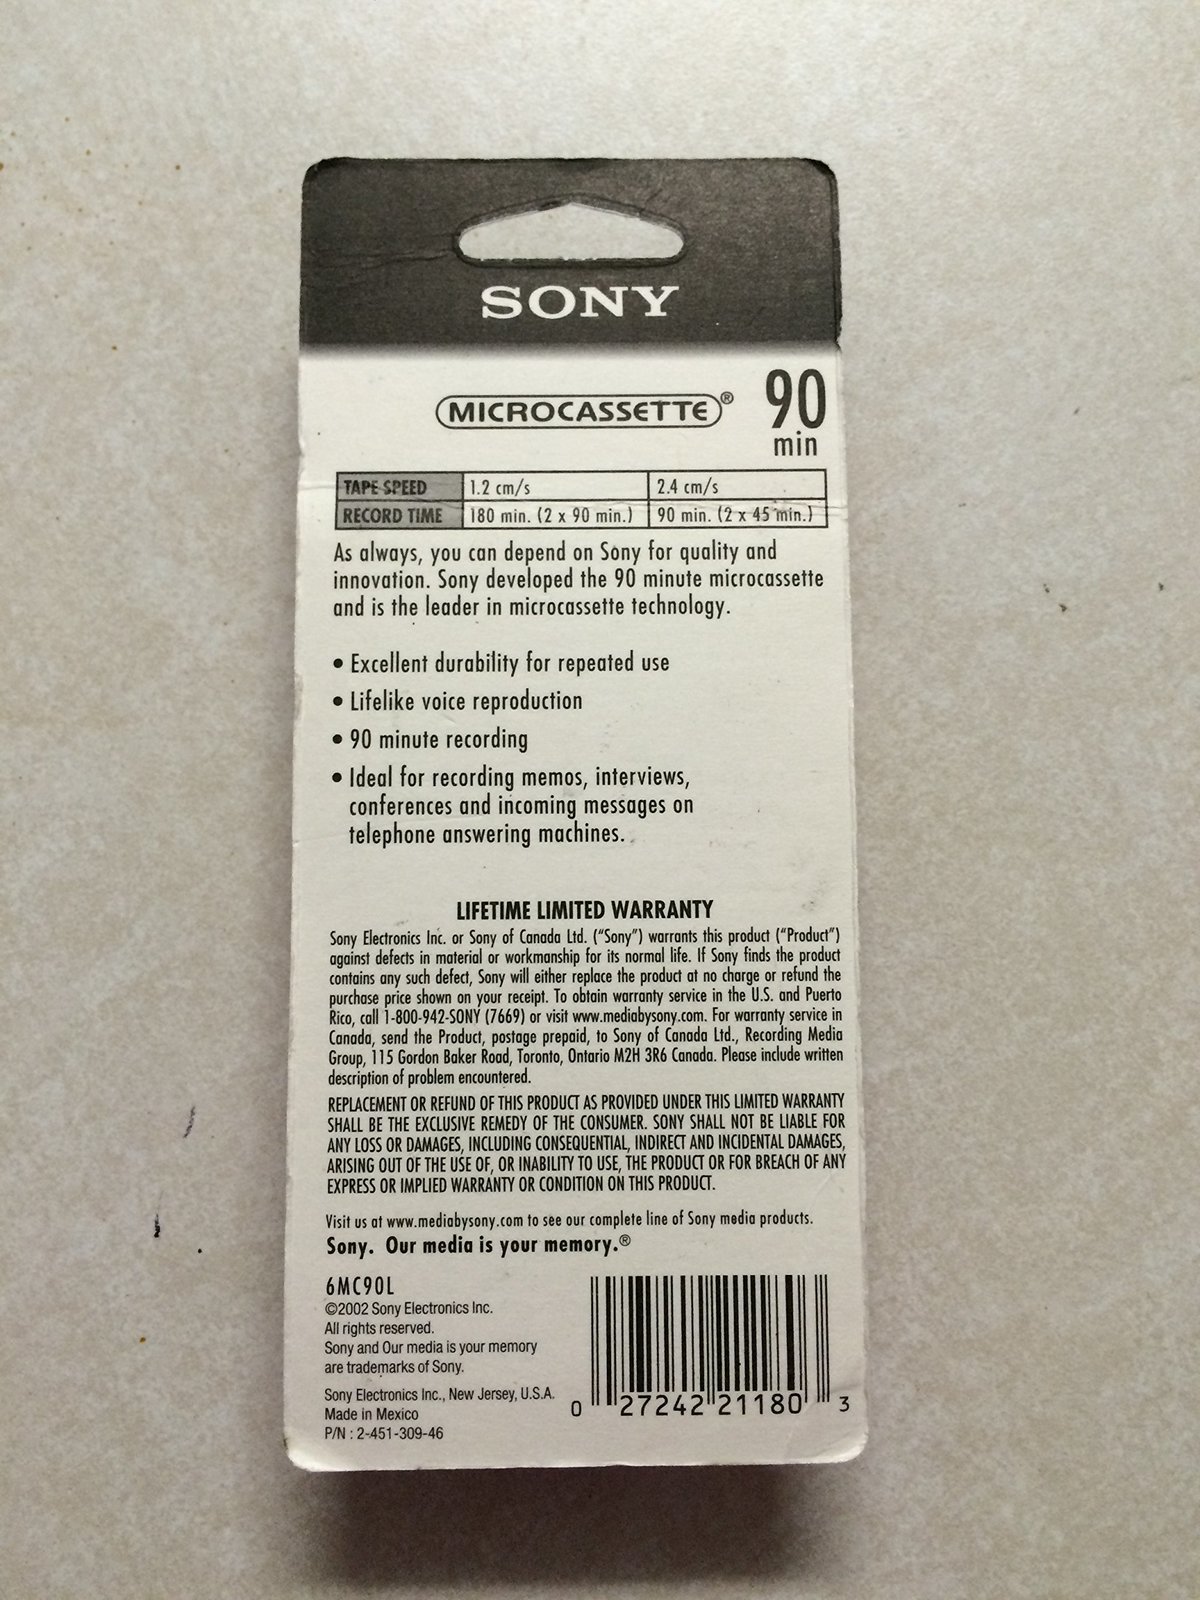 SONY
MICROCASSETTE® 90
min
TAPE SPEED 1.2 cm/s 2.4 cm/s
RECORD TIME 180 min. (2 x 90 min.) 90 min. (2 x 45 min.)
As always, you can depend on Sony for quality and
innovation. Sony developed the 90 minute microcassette
and is the leader in microcassette technology.
• Excellent durability for repeated use
• Lifelike voice reproduction
• 90 minute recording
• Ideal for recording memos, interviews,
conferences and incoming messages on
telephone answering machines.
LIFETIME LIMITED WARRANTY
Sony Electronics Inc. or Sony of Canada Ltd. (“Sony”) warrants this product (“Product”)
against defects in material or workmanship for its normal life. If Sony finds the product
contains any such defect, Sony will either replace the product at no charge or refund the
purchase price shown on your receipt. To obtain warranty service in the U.S. and Puerto
Rico, call 1-800-942-SONY (7669) or visit www.mediabysony.com. For warranty service in
Canada, send the Product, postage prepaid, to Sony of Canada Ltd., Recording Media
Group, 115 Gordon Baker Road, Toronto, Ontario M2H 3R6 Canada. Please include written
description of problem encountered.
REPLACEMENT OR REFUND OF THIS PRODUCT AS PROVIDED UNDER THIS LIMITED WARRANTY
SHALL BE THE EXCLUSIVE REMEDY OF THE CONSUMER. SONY SHALL NOT BE LIABLE FOR
ANY LOSS OR DAMAGES, INCLUDING CONSEQUENTIAL, INDIRECT AND INCIDENTAL DAMAGES,
ARISING OUT OF THE USE OF, OR INABILITY TO USE, THE PRODUCT OR FOR BREACH OF ANY
EXPRESS OR IMPLIED WARRANTY OR CONDITION ON THIS PRODUCT.
Visit us at www.mediabysony.com to see our complete line of Sony media products.
Sony. Our media is your memory.®
6MC90L
©2002 Sony Electronics Inc.
All rights reserved.
Sony and Our media is your memory
are trademarks of Sony.
Sony Electronics Inc., New Jersey, U.S.A.
Made in Mexico
P/N : 2-451-309-46
0 27242 21180 3